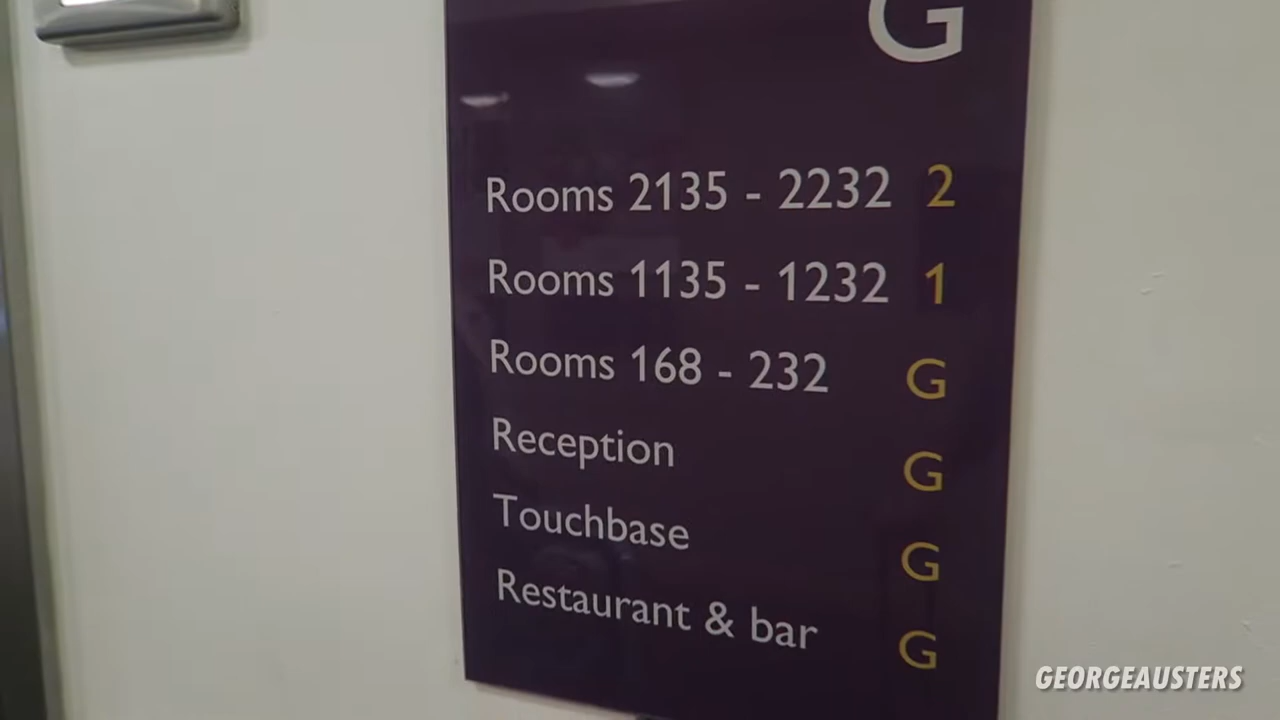 G
Rooms 2135 - 2232 2
Rooms 1135 - 1232 1
Rooms 168 - 232 G
Reception G
Touchbase G
Restaurant & bar G
GEORGEAUSTERS